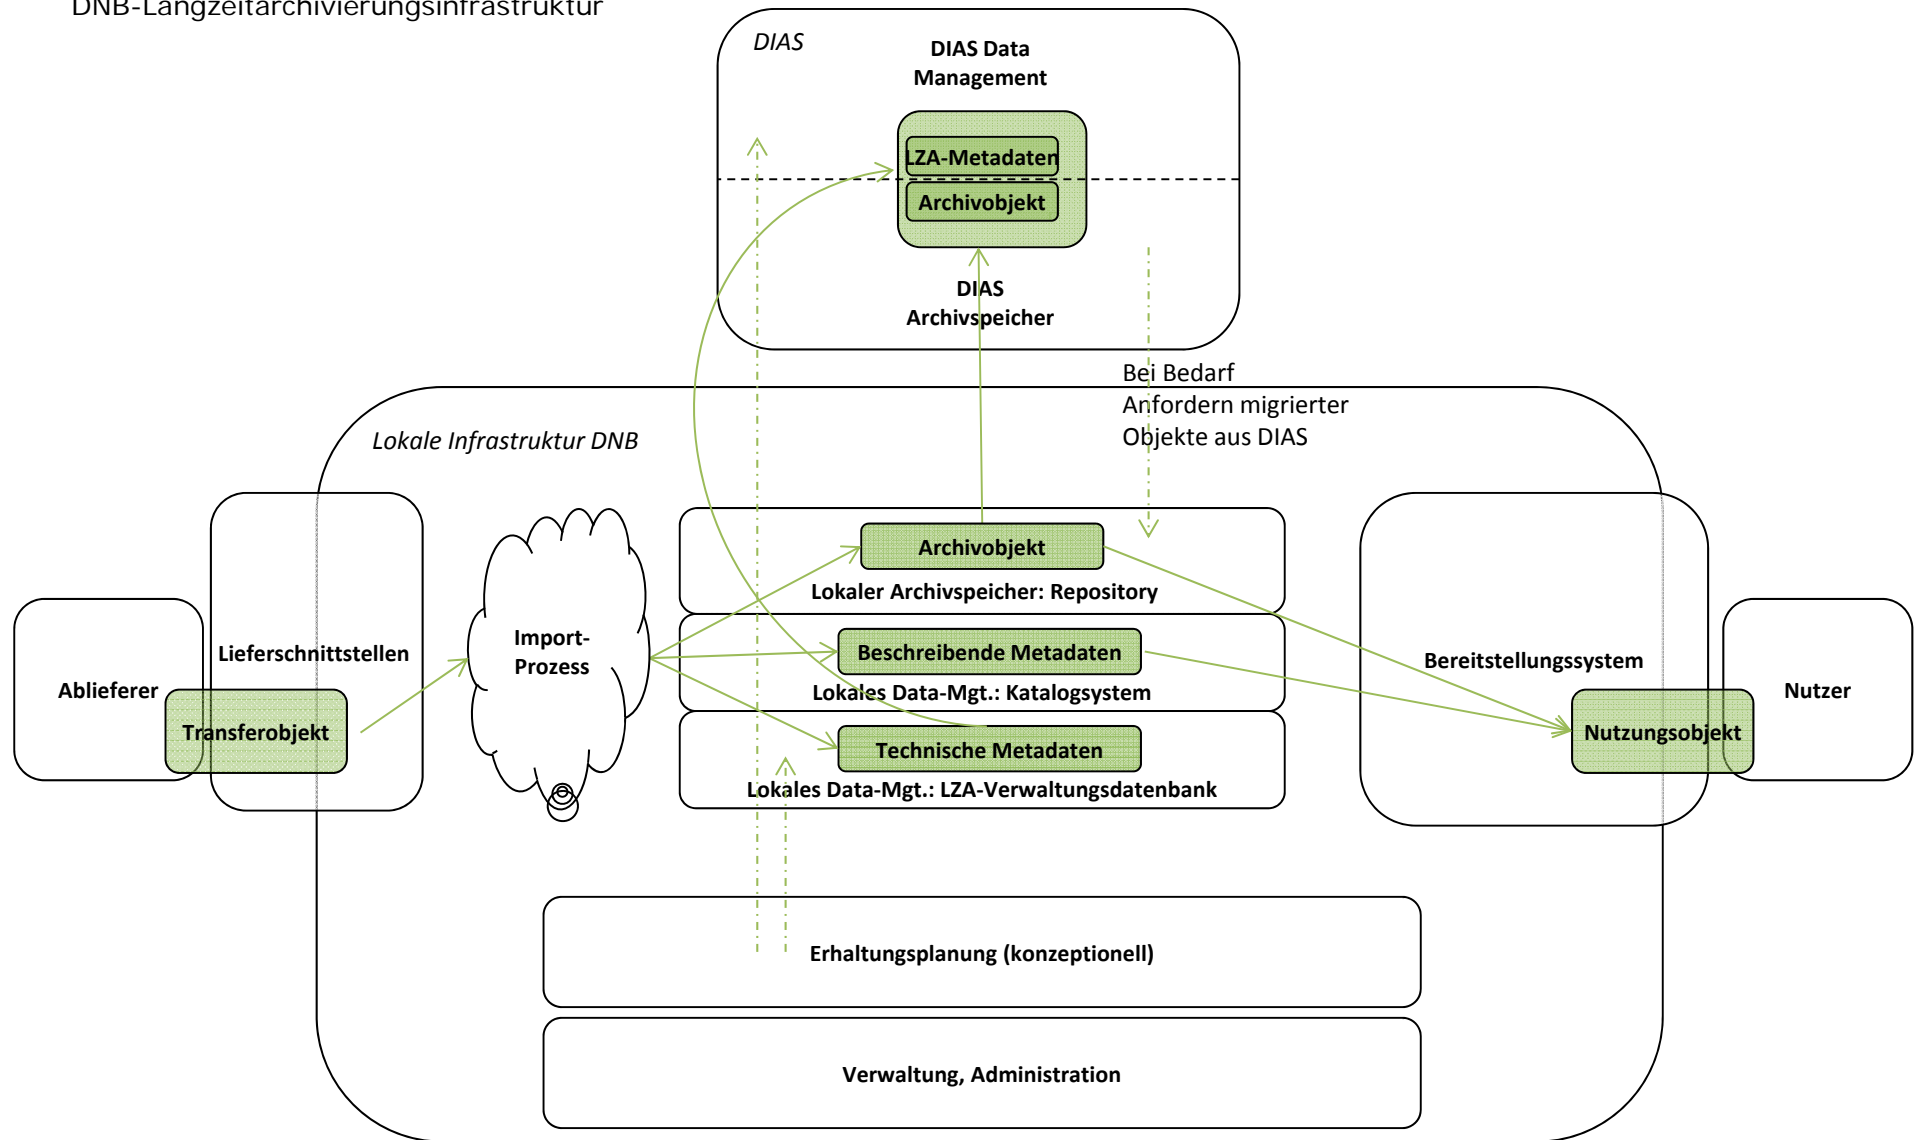 DNB-Langzeitarchivierungsinfrastruktur
DIAS
DIAS Data
Management
LZA-Metadaten
Archivobjekt
DIAS
Archivspeicher
Bei Bedarf
Anfordern migrierter
Objekte aus DIAS
Lokale Infrastruktur DNB
Archivobjekt
Lokaler Archivspeicher: Repository
Import-
Prozess
Lieferschnittstellen
Beschreibende Metadaten
Bereitstellungssystem
Ablieferer
Lokales Data-Mgt.: Katalogsystem
Nutzer
Transferobjekt
Technische Metadaten
Nutzungsobjekt
Lokales Data-Mgt.: LZA-Verwaltungsdatenbank
Erhaltungsplanung (konzeptionell)
Verwaltung, Administration